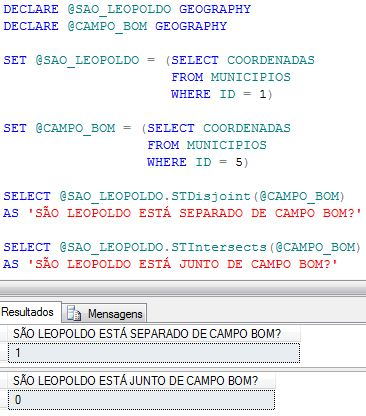 DECLARE @SAO_LEOPOLDO GEOGRAPHY
DECLARE @CAMPO_BOM GEOGRAPHY
SET @SAO_LEOPOLDO = (SELECT COORDENADAS
FROM MUNICIPIOS
WHERE ID = 1)
SET @CAMPO_BOM = (SELECT COORDENADAS
FROM MUNICIPIOS
WHERE ID = 5)
SELECT @SAO_LEOPOLDO.STDisjoint(@CAMPO_BOM)
AS 'SÃO LEOPOLDO ESTÁ SEPARADO DE CAMPO BOM?'
SELECT @SAO_LEOPOLDO.STIntersects(@CAMPO_BOM)
AS 'SÃO LEOPOLDO ESTÁ JUNTO DE CAMPO BOM?'
Resultados Mensagens
SÃO LEOPOLDO ESTÁ SEPARADO DE CAMPO BOM?
1
SÃO LEOPOLDO ESTÁ JUNTO DE CAMPO BOM?
0